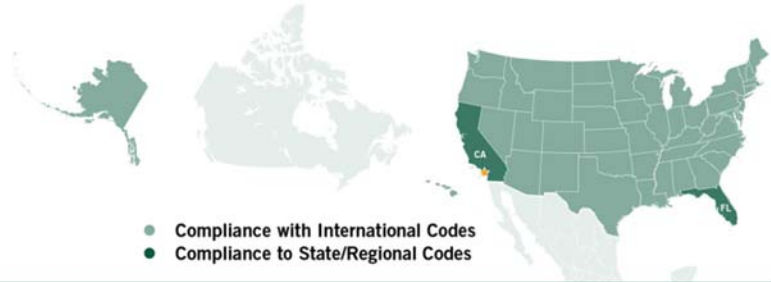 CA
FL
Compliance with International Codes
Compliance to State/Regional Codes